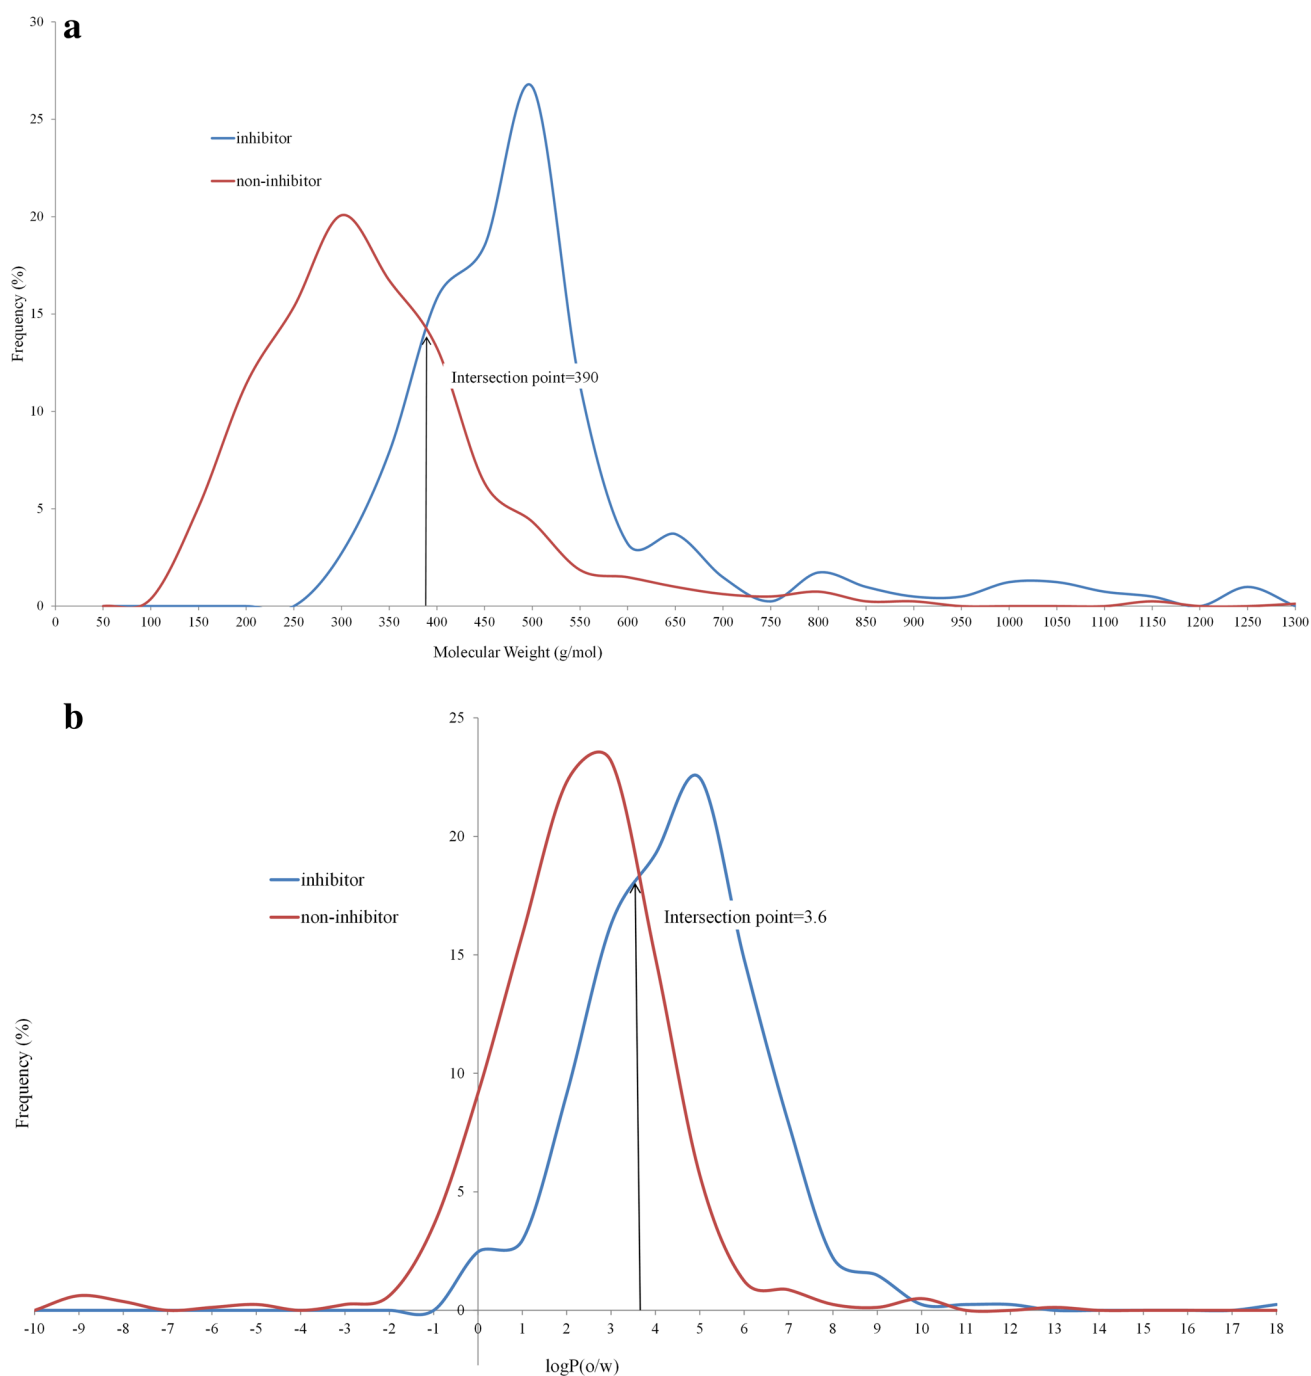 a
30
25
20
15
10
5
0
inhibitor
non-inhibitor
Intersection point=390
Frequency (%)
0 50 100 150 200 250 300 350 400 450 500 550 600 650 700 750 800 850 900 950 1000 1050 1100 1150 1200 1250 1300
Molecular Weight (g/mol)
b
25
20
15
10
5
0
inhibitor
non-inhibitor
Intersection point=3.6
Frequency (%)
-10 -9 -8 -7 -6 -5 -4 -3 -2 -1 0 1 2 3 4 5 6 7 8 9 10 11 12 13 14 15 16 17 18
logP(o/w)